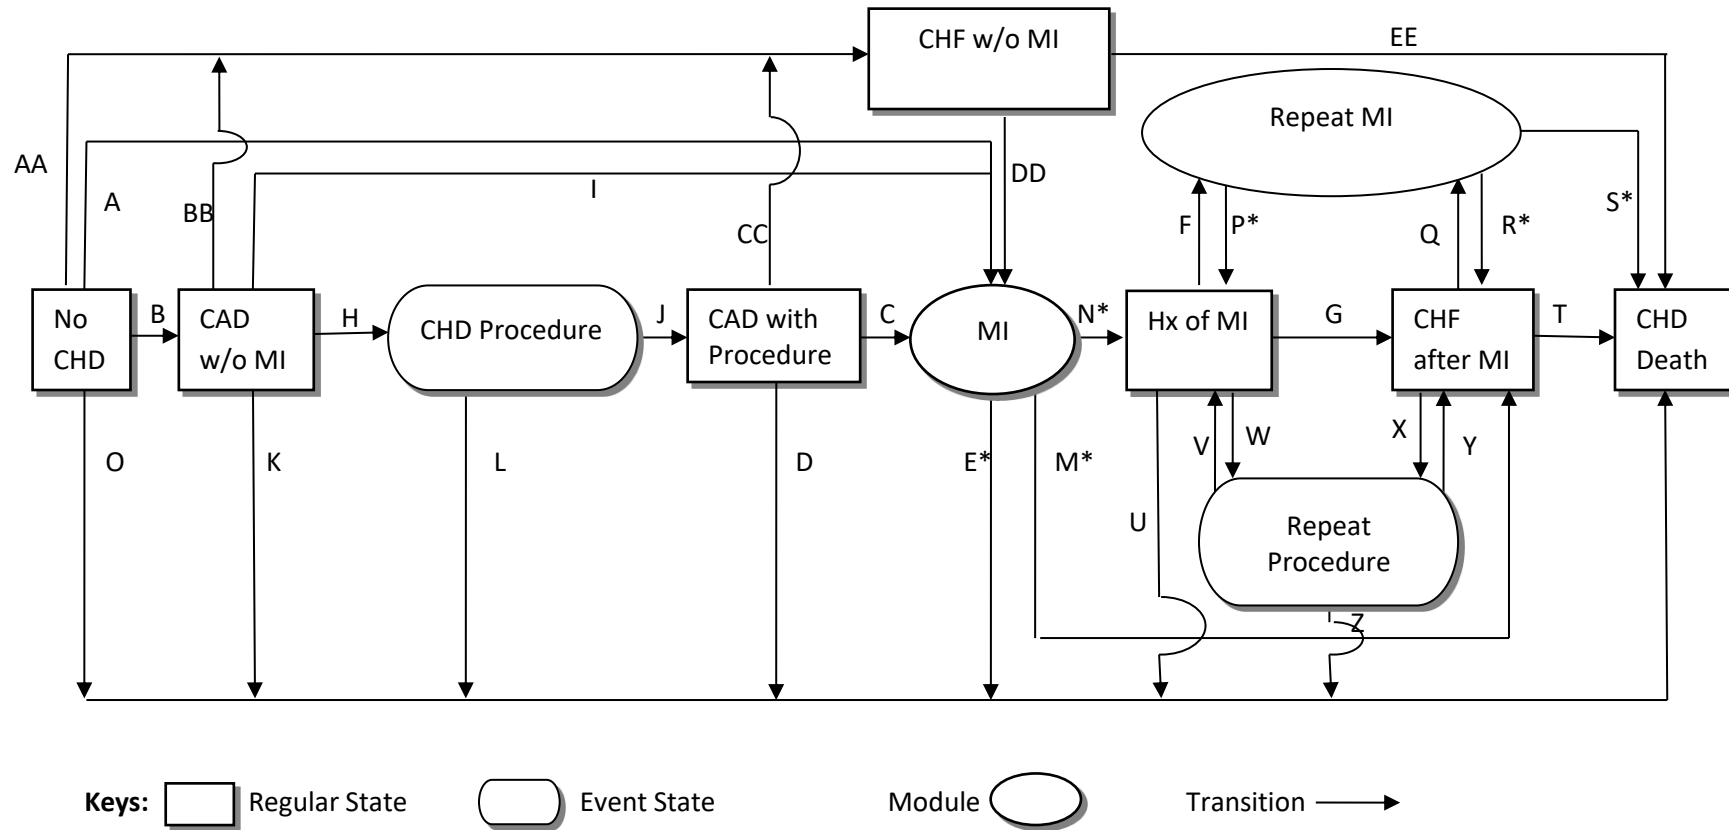 CHF w/o MI
EE
Repeat MI
AA
A
BB
I
CC
DD
F
P*
Q
R*
S*
No
CHD
B
CAD
w/o MI
H
CHD Procedure
J
CAD with
Procedure
C
MI
N*
Hx of MI
G
CHF
after MI
T
CHD
Death
O
K
L
D
E*
M*
U
V
W
X
Y
Repeat
Procedure
Z
Keys:
Regular State
Event State
Module
Transition